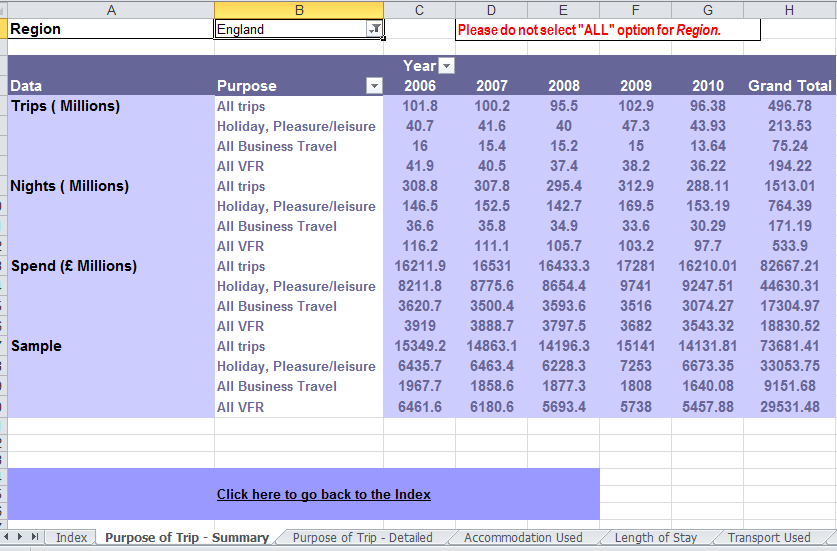 A B C D E F G H
Region England Please do not select "ALL" option for Region.
Year
Data Purpose 2006 2007 2008 2009 2010 Grand Total
Trips ( Millions) All trips 101.8 100.2 95.5 102.9 96.38 496.78
Holiday, Pleasure/leisure 40.7 41.6 40 47.3 43.93 213.53
All Business Travel 16 15.4 15.2 15 13.64 75.24
All VFR 41.9 40.5 37.4 38.2 36.22 194.22
Nights ( Millions) All trips 308.8 307.8 295.4 312.9 288.11 1513.01
Holiday, Pleasure/leisure 146.5 152.5 142.7 169.5 153.19 764.39
All Business Travel 36.6 35.8 34.9 33.6 30.29 171.19
All VFR 116.2 111.1 105.7 103.2 97.7 533.9
Spend (£ Millions) All trips 16211.9 16531 16433.3 17281 16210.01 82667.21
Holiday, Pleasure/leisure 8211.8 8775.6 8654.4 9741 9247.51 44630.31
All Business Travel 3620.7 3500.4 3593.6 3516 3074.27 17304.97
All VFR 3919 3888.7 3797.5 3682 3543.32 18830.52
Sample All trips 15349.2 14863.1 14196.3 15141 14131.81 73681.41
Holiday, Pleasure/leisure 6435.7 6463.4 6228.3 7253 6673.35 33053.75
All Business Travel 1967.7 1858.6 1877.3 1808 1640.08 9151.68
All VFR 6461.6 6180.6 5693.4 5738 5457.88 29531.48
Click here to go back to the Index
Index Purpose of Trip - Summary Purpose of Trip - Detailed Accommodation Used Length of Stay Transport Used